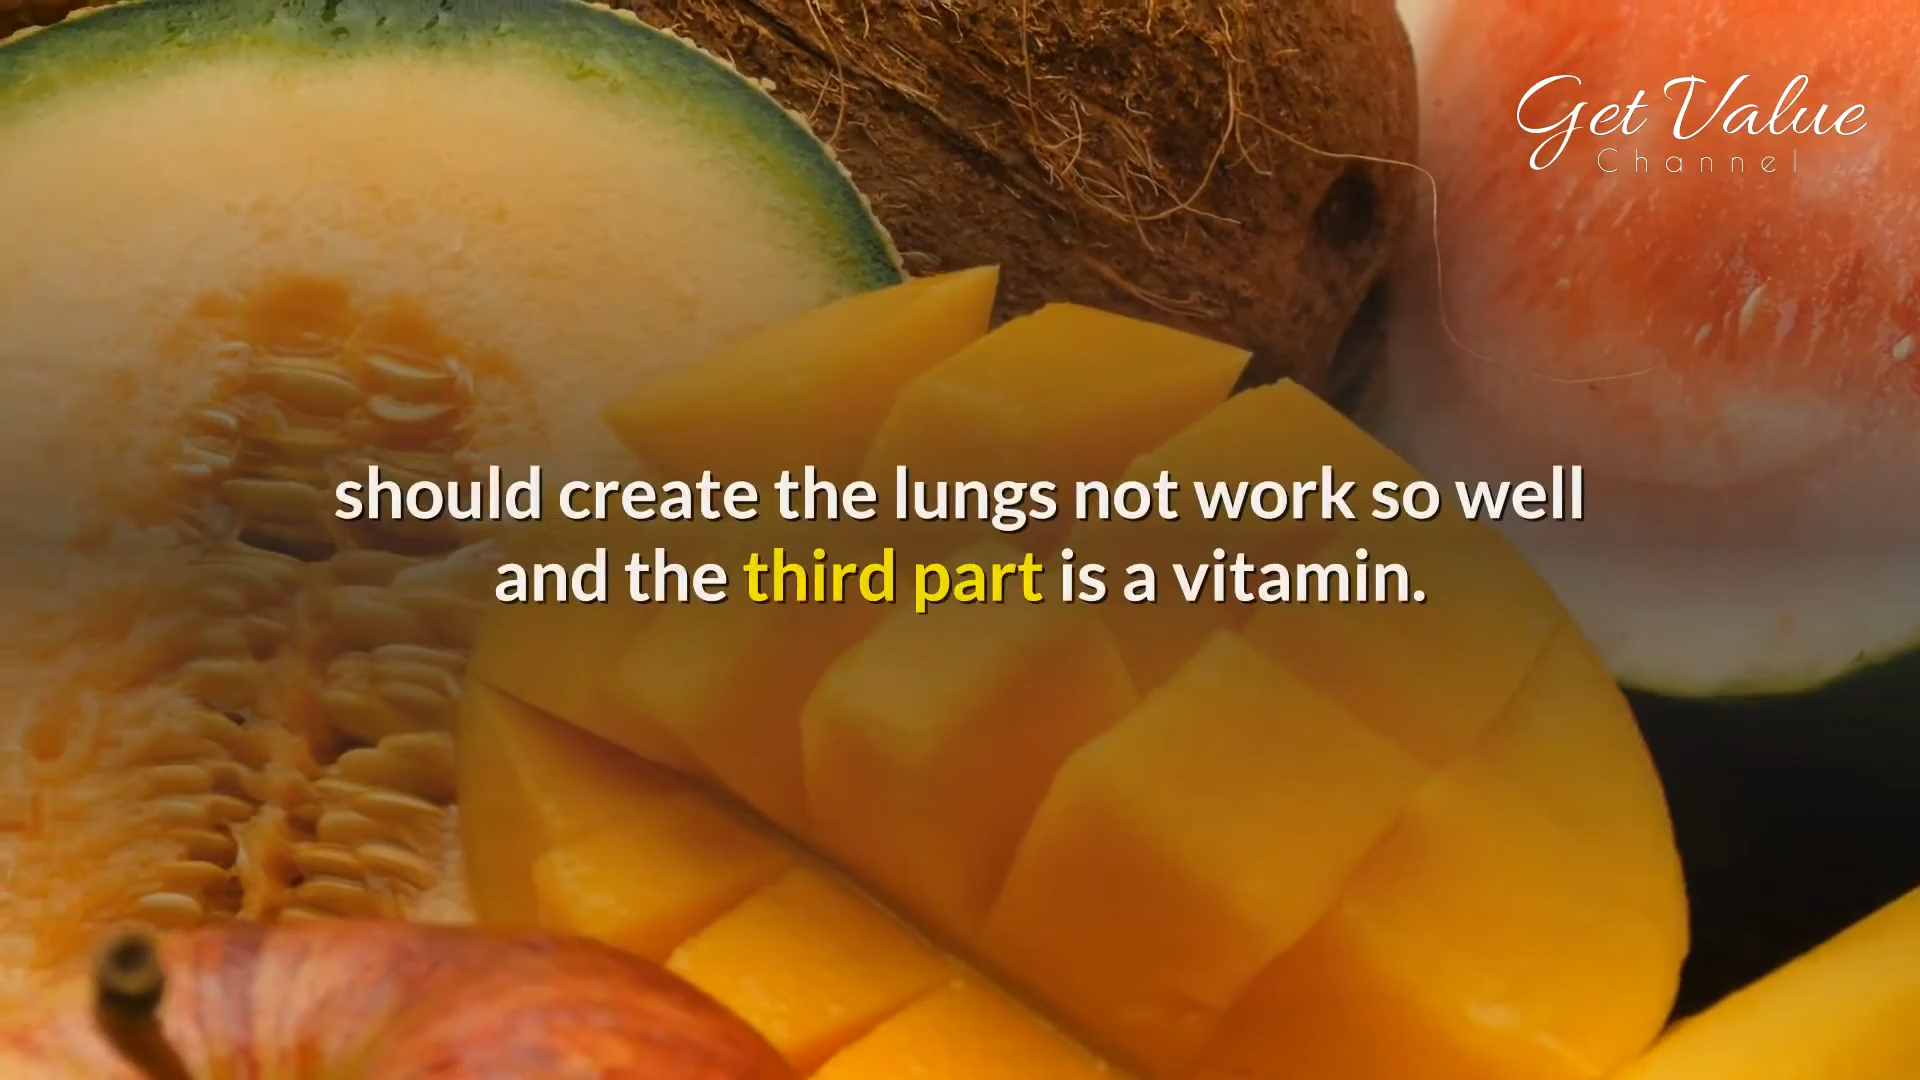 Get Value
Channel
should create the lungs not work so well
and the third part is a vitamin.